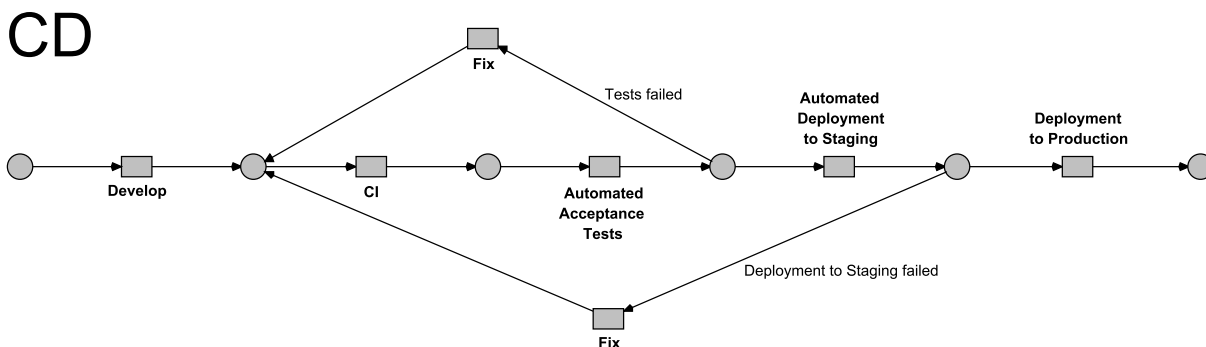 CD
Fix
Tests failed
Automated
Deployment
to Staging
Deployment
to Production
Develop
CI
Automated
Acceptance
Tests
Deployment to Staging failed
Fix